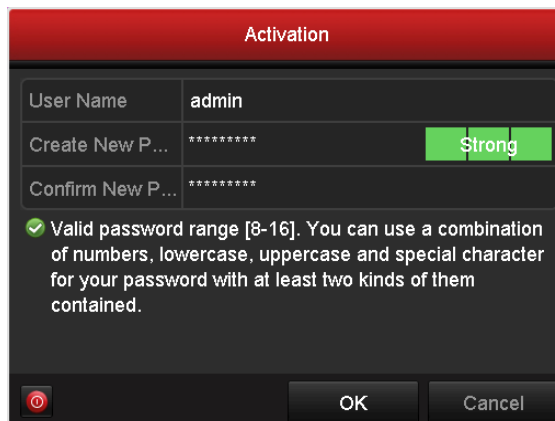 Activation
User Name admin
Create New P... ********* Strong
Confirm New P... *********
Valid password range [8-16]. You can use a combination
of numbers, lowercase, uppercase and special character
for your password with at least two kinds of them
contained.
OK Cancel